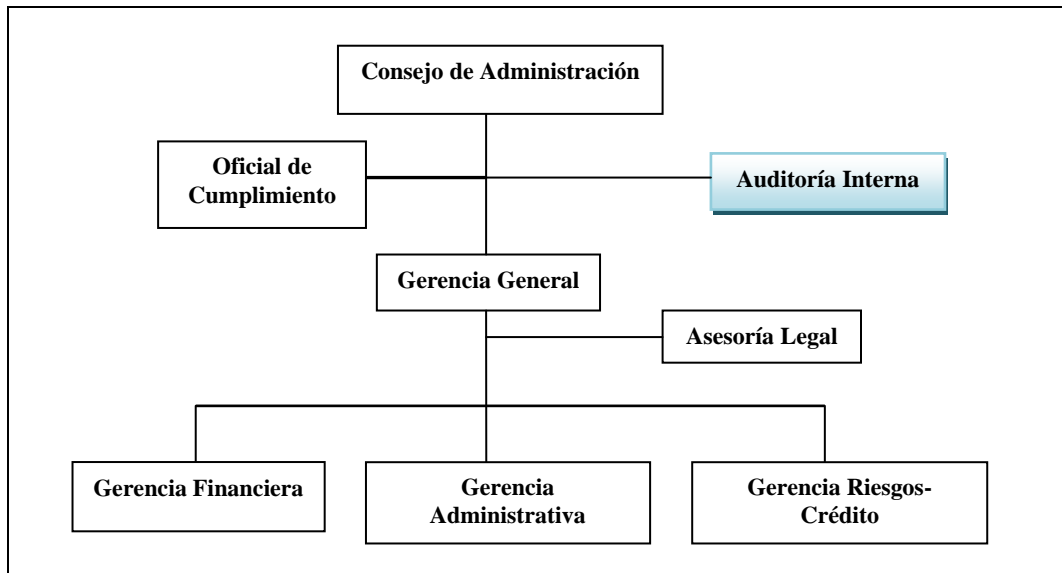 Consejo de Administración
Oficial de
Cumplimiento
Auditoría Interna
Gerencia General
Asesoría Legal
Gerencia Financiera
Gerencia
Administrativa
Gerencia Riesgos-
Crédito